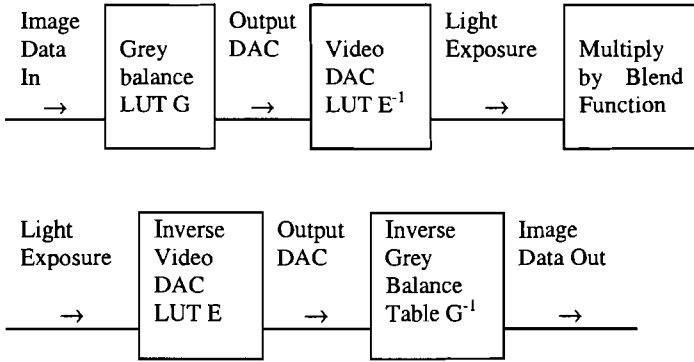 Image
Data
In
→
Grey
balance
LUT G
Output
DAC
→
Video
DAC
LUT E⁻¹
Light
Exposure
→
Multiply
by Blend
Function
Light
Exposure
→
Inverse
Video
DAC
LUT E
Output
DAC
→
Inverse
Grey
Balance
Table G⁻¹
Image
Data Out
→